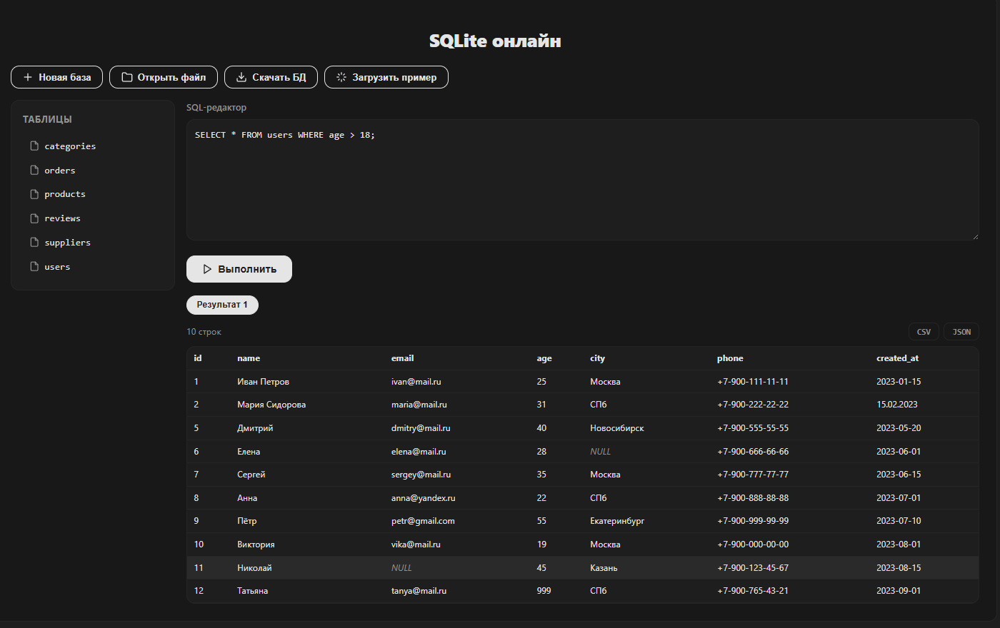 SQLite онлайн
Новая база Открыть файл Скачать БД Загрузить пример
ТАБЛИЦЫ
categories
orders
products
reviews
suppliers
users
SQL-редактор
SELECT * FROM users WHERE age > 18;
Выполнить
Результат 1
10 строк CSV JSON
id name email age city phone created_at
1 Иван Петров ivan@mail.ru 25 Москва +7-900-111-11-11 2023-01-15
2 Мария Сидорова maria@mail.ru 31 СПб +7-900-222-22-22 15.02.2023
5 Дмитрий dmitry@mail.ru 40 Новосибирск +7-900-555-55-55 2023-05-20
6 Елена elena@mail.ru 28 NULL +7-900-666-66-66 2023-06-01
7 Сергей sergey@mail.ru 35 Москва +7-900-777-77-77 2023-06-15
8 Анна anna@yandex.ru 22 СПб +7-900-888-88-88 2023-07-01
9 Пётр petr@gmail.com 55 Екатеринбург +7-900-999-99-99 2023-07-10
10 Виктория vika@mail.ru 19 Москва +7-900-000-00-00 2023-08-01
11 Николай NULL 45 Казань +7-900-123-45-67 2023-08-15
12 Татьяна tanya@mail.ru 999 СПб +7-900-765-43-21 2023-09-01